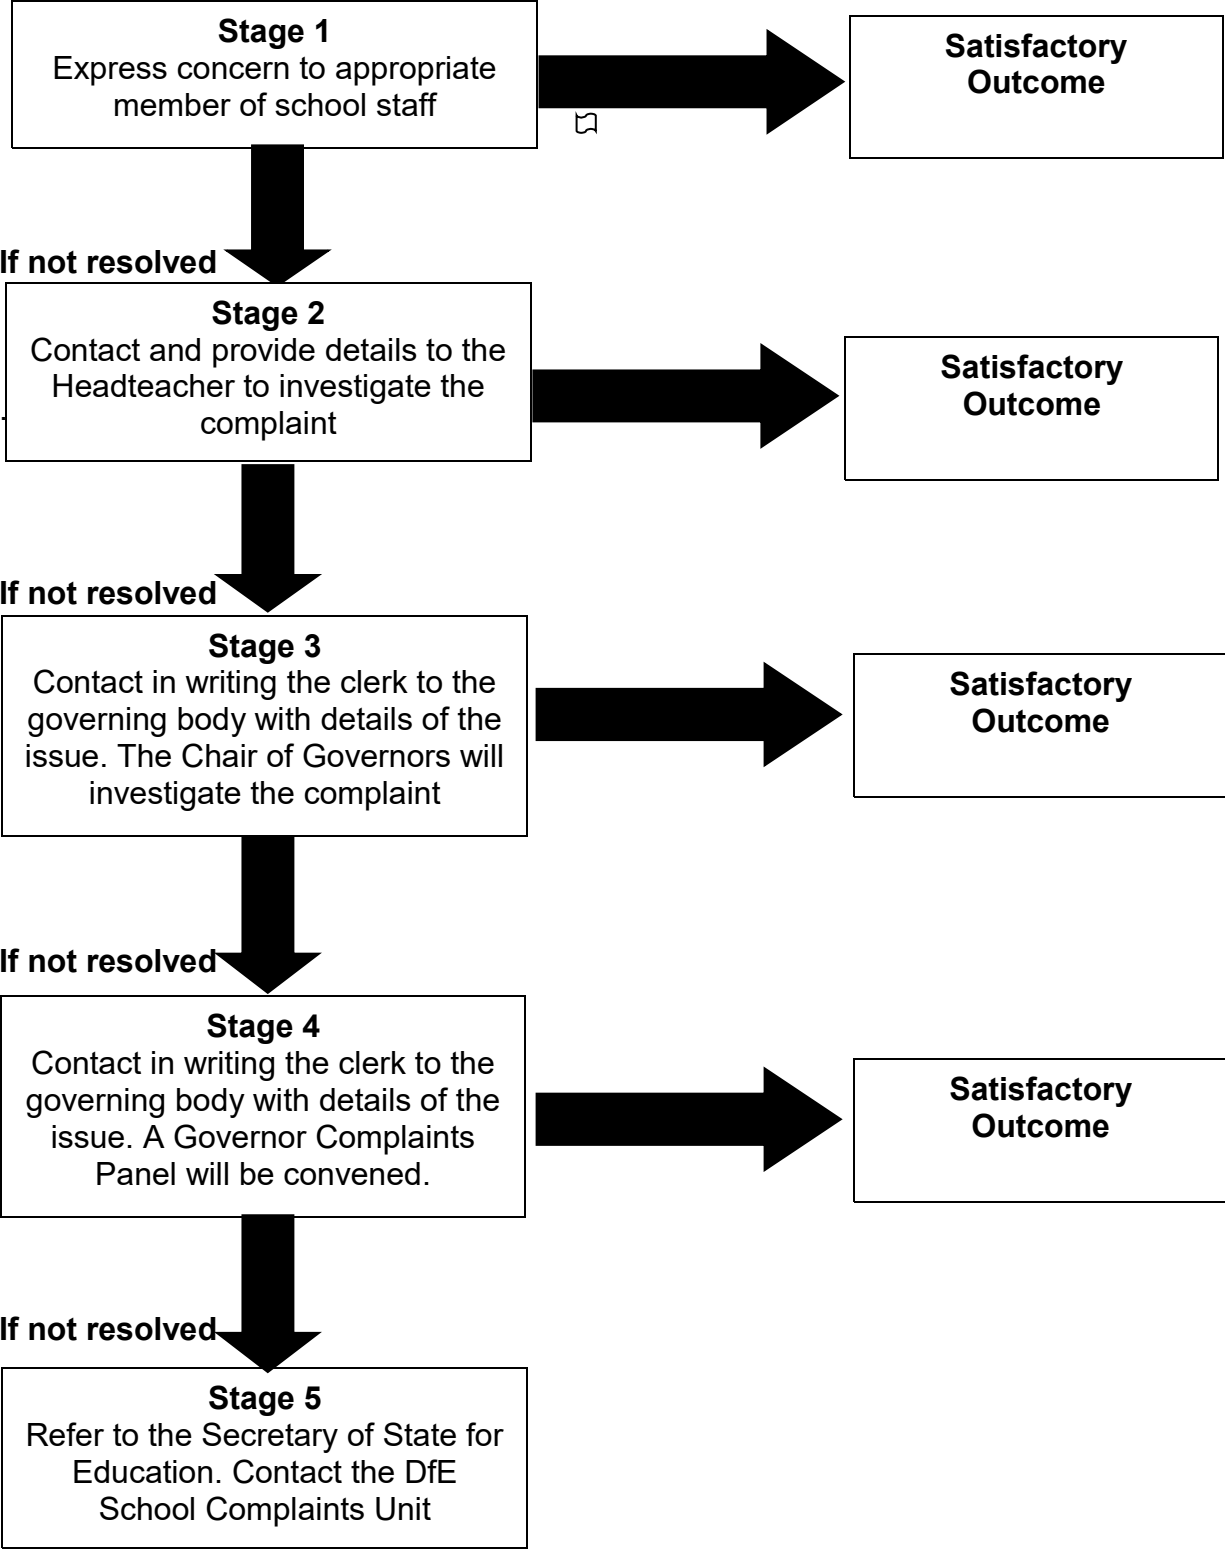 Stage 1
Express concern to appropriate
member of school staff
Satisfactory
Outcome
If not resolved
Stage 2
Contact and provide details to the
Headteacher to investigate the
complaint
Satisfactory
Outcome
If not resolved
Stage 3
Contact in writing the clerk to the
governing body with details of the
issue. The Chair of Governors will
investigate the complaint
Satisfactory
Outcome
If not resolved
Stage 4
Contact in writing the clerk to the
governing body with details of the
issue. A Governor Complaints
Panel will be convened.
Satisfactory
Outcome
If not resolved
Stage 5
Refer to the Secretary of State for
Education. Contact the DfE
School Complaints Unit